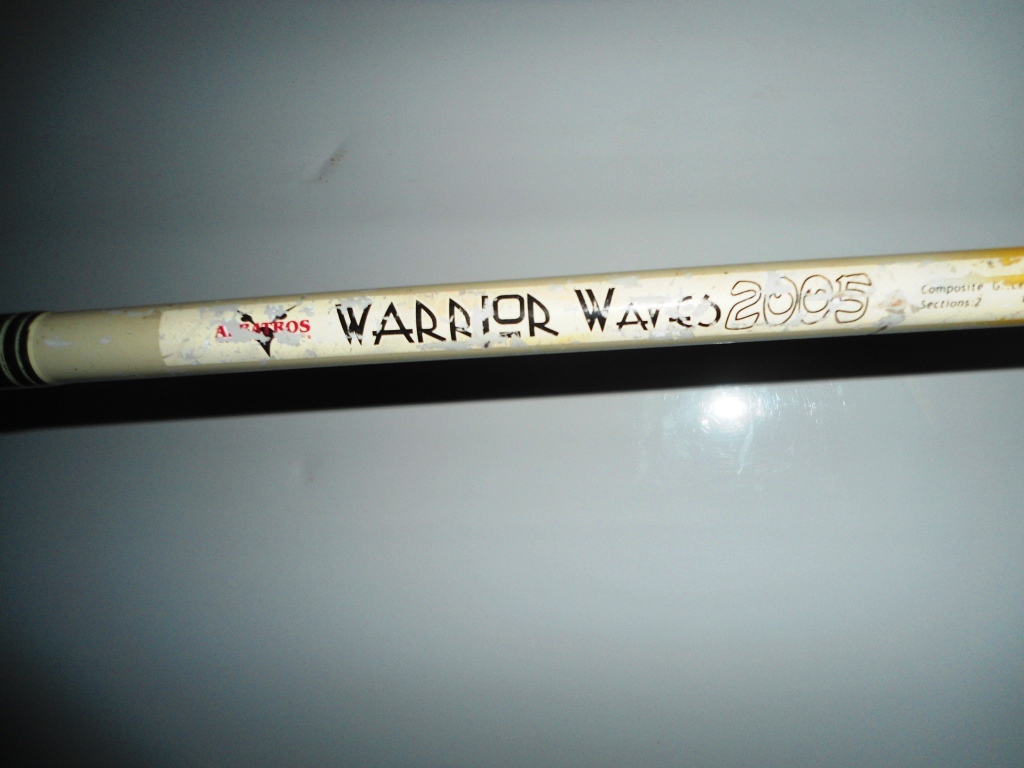 WARRIOR WAVES 2005
Composite
Sections:2